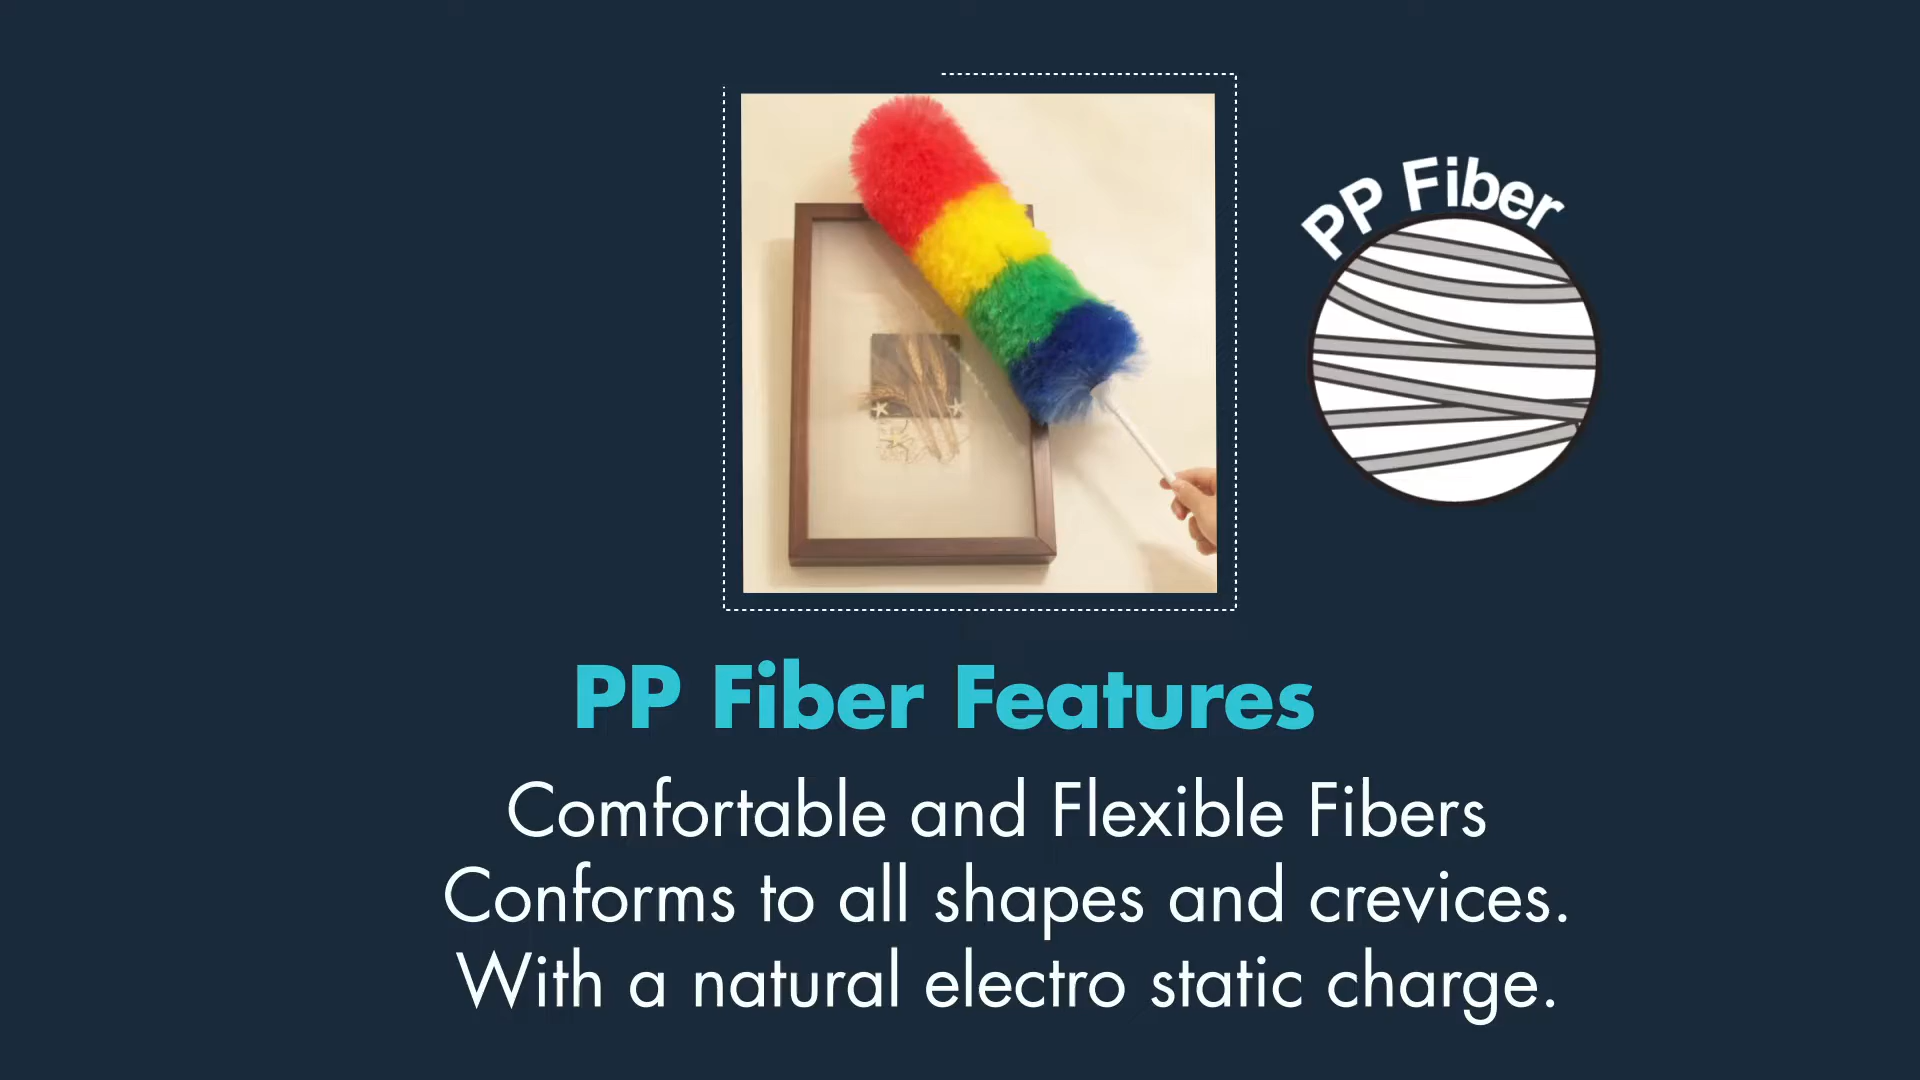 PP Fiber
PP Fiber Features
Comfortable and Flexible Fibers
Conforms to all shapes and crevices.
With a natural electro static charge.